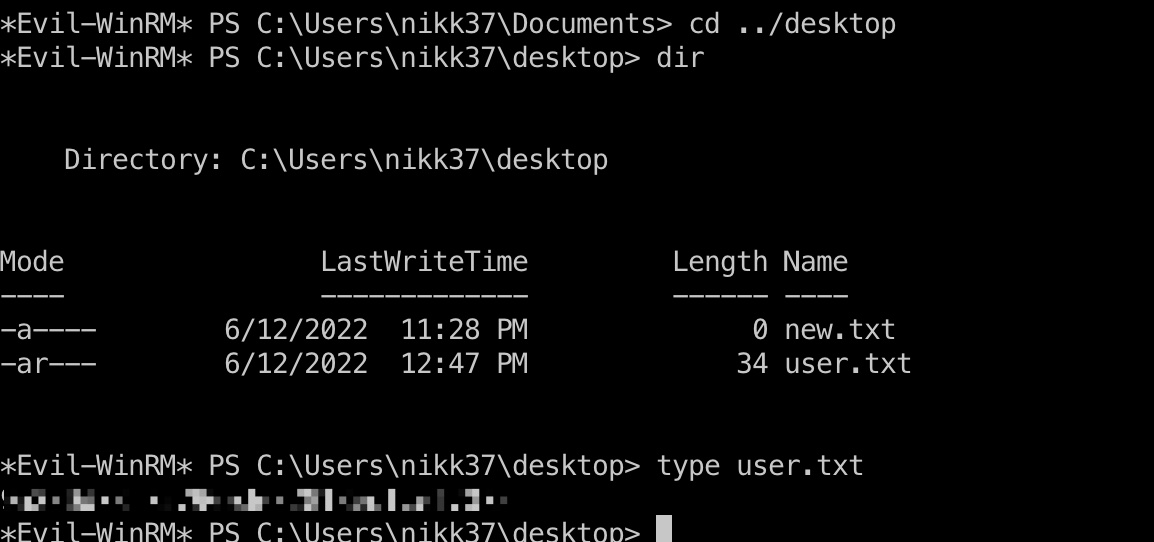 *Evil-WinRM* PS C:\Users\nikk37\Documents> cd ../desktop
*Evil-WinRM* PS C:\Users\nikk37\desktop> dir
Directory: C:\Users\nikk37\desktop
Mode LastWriteTime Length Name
---- ------------- ------ ----
-a---- 6/12/2022 11:28 PM 0 new.txt
-ar--- 6/12/2022 12:47 PM 34 user.txt
*Evil-WinRM* PS C:\Users\nikk37\desktop> type user.txt
*Evil-WinRM* PS C:\Users\nikk37\desktop>